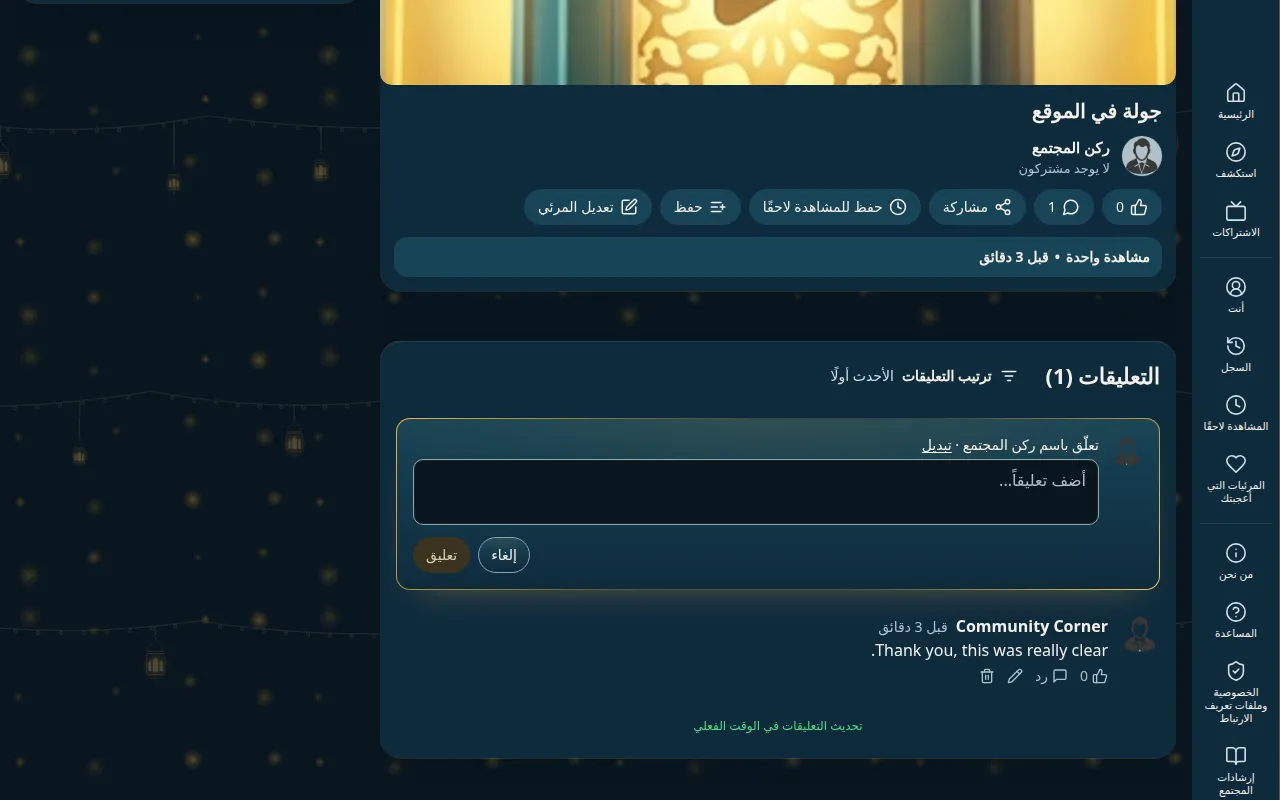 جولة في الموقع
ركن المجتمع
لا يوجد مشتركون
0
1
مشاركة
حفظ للمشاهدة لاحقًا
حفظ
تعديل المرئي
مشاهدة واحدة • قبل 3 دقائق
التعليقات (1)
ترتيب التعليقات الأحدث أولًا
تعلّق باسم ركن المجتمع · تبديل
أضف تعليقاً...
إلغاء
تعليق
Community Corner قبل 3 دقائق
Thank you, this was really clear.
0
رد
تحديث التعليقات في الوقت الفعلي
الرئيسية
استكشف
الاشتراكات
أنت
السجل
المشاهدة لاحقًا
المرئيات التي
أعجبتك
من نحن
المساعدة
الخصوصية
وملفات تعريف
الارتباط
إرشادات
المجتمع